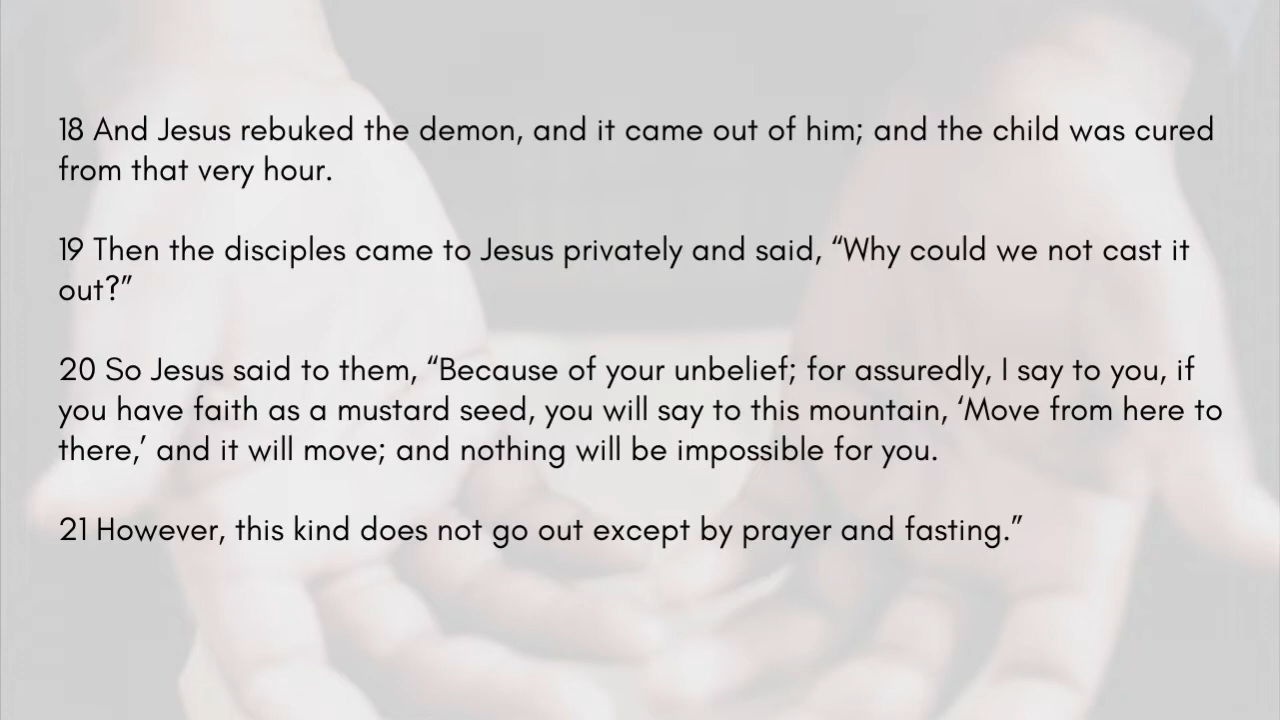 18 And Jesus rebuked the demon, and it came out of him; and the child was cured
from that very hour.
19 Then the disciples came to Jesus privately and said, “Why could we not cast it
out?”
20 So Jesus said to them, “Because of your unbelief; for assuredly, I say to you, if
you have faith as a mustard seed, you will say to this mountain, ‘Move from here to
there,’ and it will move; and nothing will be impossible for you.
21 However, this kind does not go out except by prayer and fasting.”